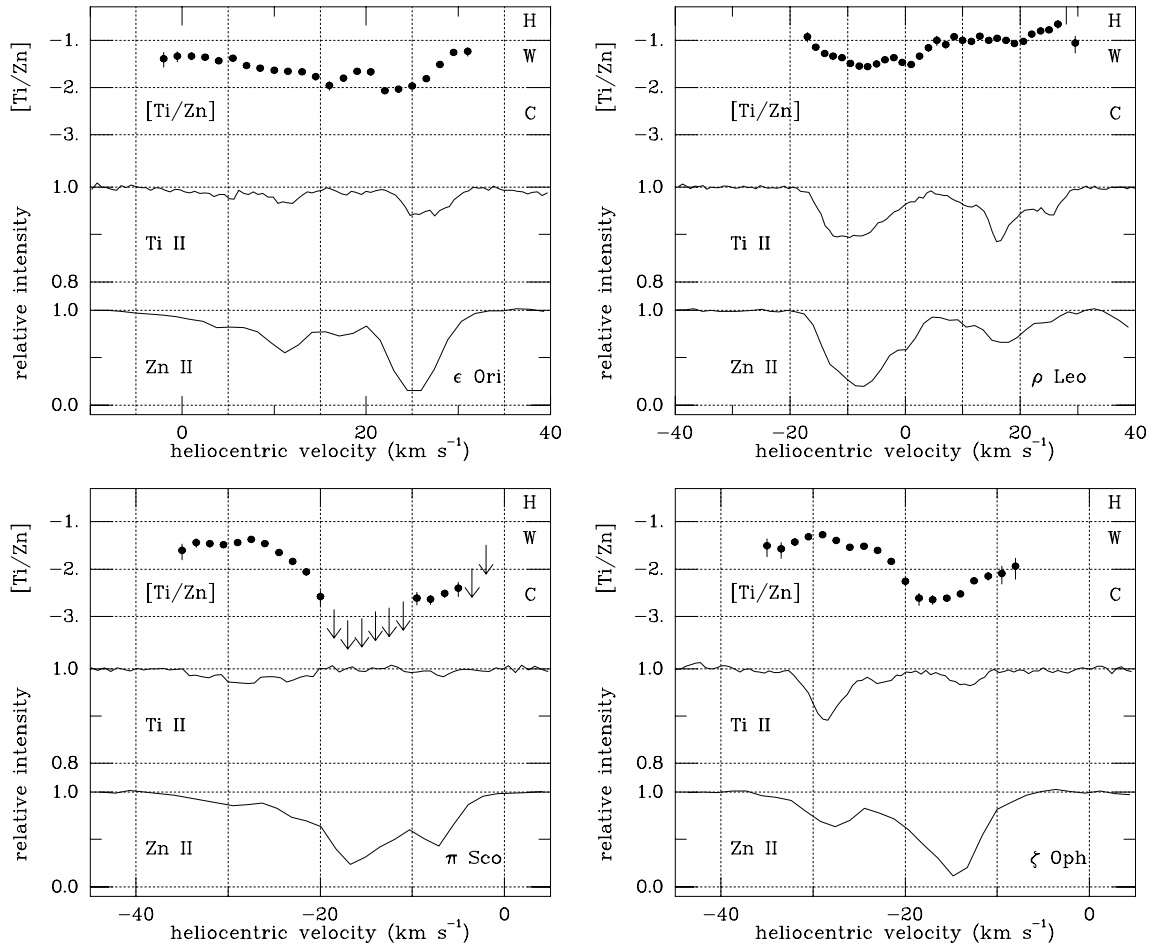 [Ti/Zn]
-1.
-2.
-3.
[Ti/Zn]
H
W
C
relative intensity
1.0
0.8
1.0
0.0
Ti II
Zn II
ϵ Ori
0
20
40
heliocentric velocity (km s⁻¹)
[Ti/Zn]
-1.
-2.
-3.
[Ti/Zn]
H
W
C
relative intensity
1.0
0.8
1.0
0.0
Ti II
Zn II
ρ Leo
−40
−20
0
20
40
heliocentric velocity (km s⁻¹)
[Ti/Zn]
-1.
-2.
-3.
[Ti/Zn]
H
W
C
relative intensity
1.0
0.8
1.0
0.0
Ti II
Zn II
π Sco
−40
−20
0
heliocentric velocity (km s⁻¹)
[Ti/Zn]
-1.
-2.
-3.
[Ti/Zn]
H
W
C
relative intensity
1.0
0.8
1.0
0.0
Ti II
Zn II
ζ Oph
−40
−20
0
heliocentric velocity (km s⁻¹)